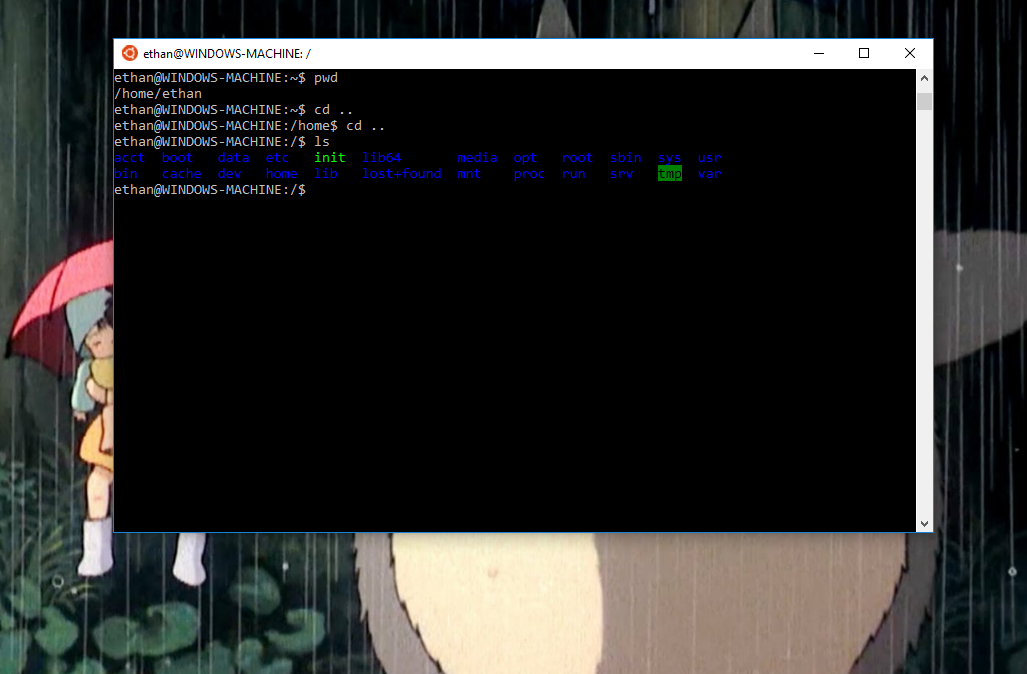 ethan@WINDOWS-MACHINE: /
ethan@WINDOWS-MACHINE:~$ pwd
/home/ethan
ethan@WINDOWS-MACHINE:~$ cd ..
ethan@WINDOWS-MACHINE:/home$ cd ..
ethan@WINDOWS-MACHINE:/$ ls
acct boot data etc init lib64 media opt root sbin sys usr
bin cache dev home lib lost+found mnt proc run srv tmp var
ethan@WINDOWS-MACHINE:/$